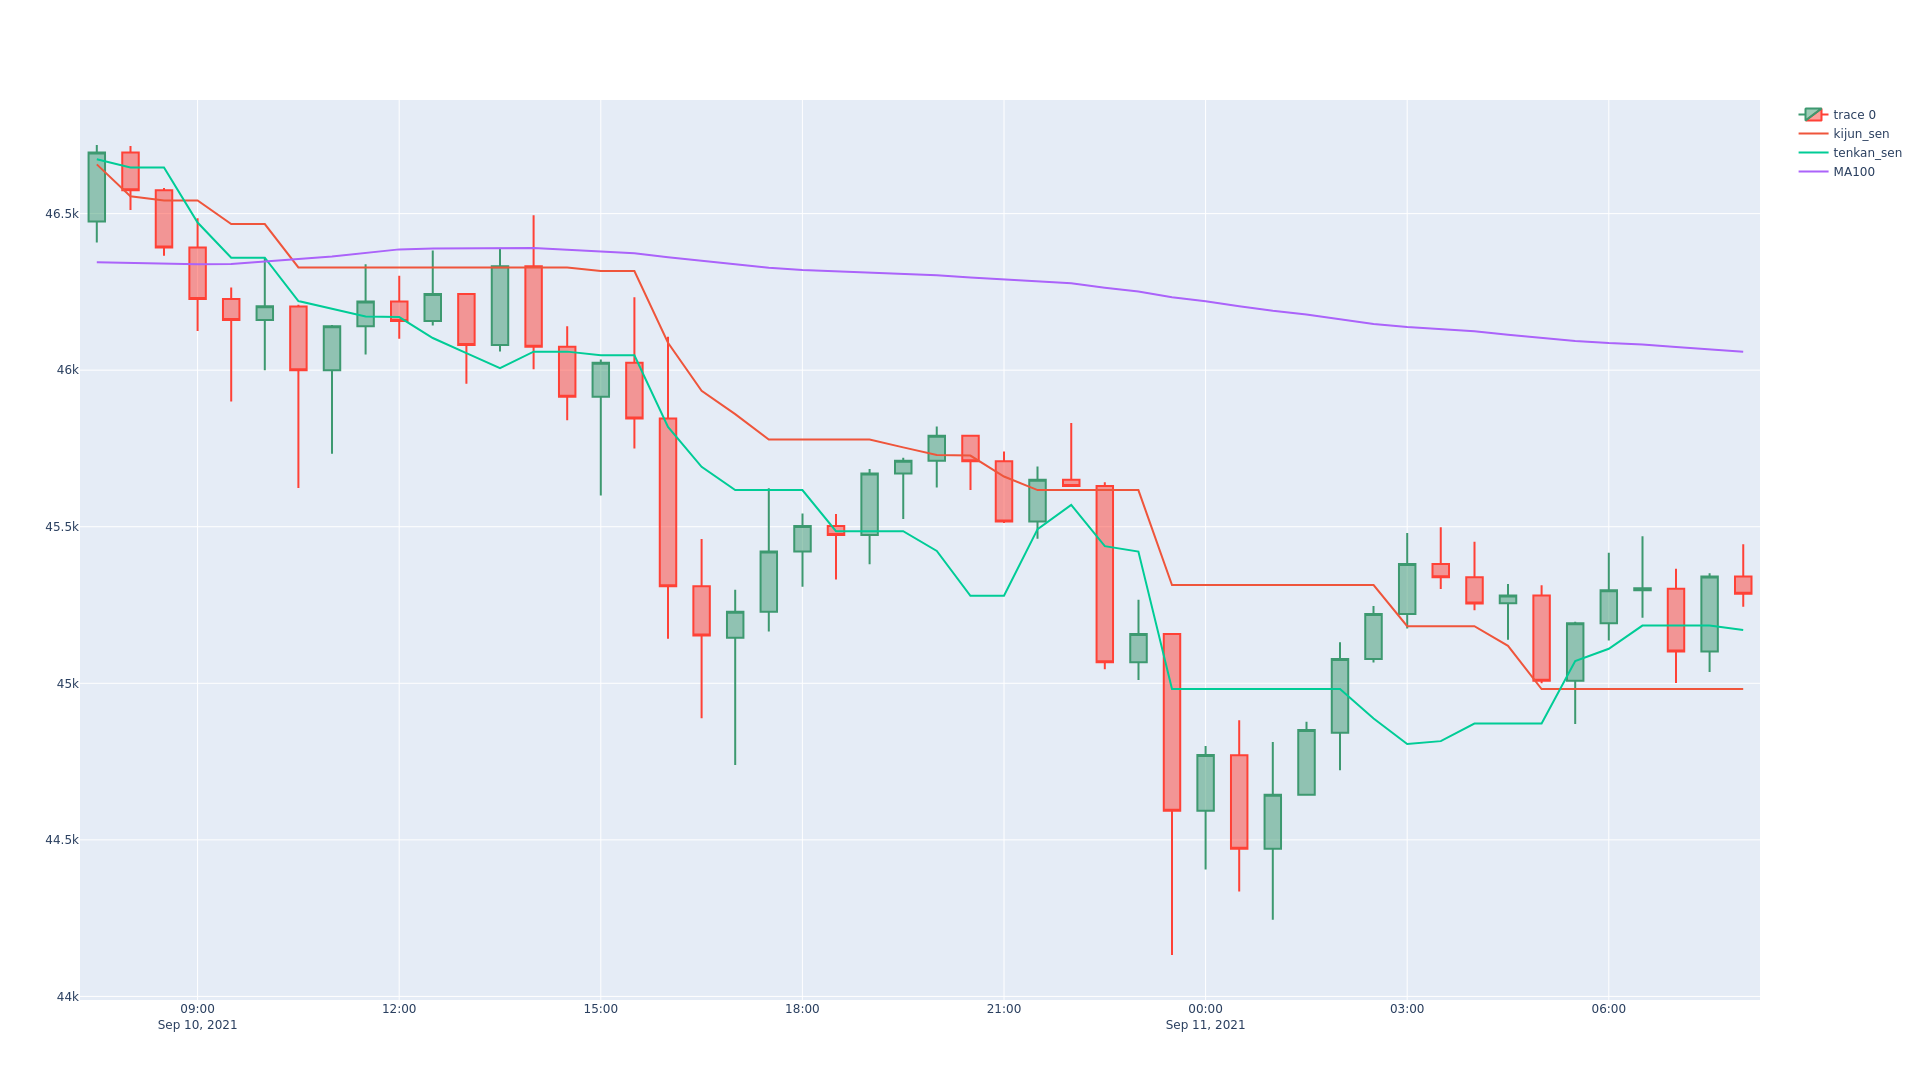 trace 0
kijun_sen
tenkan_sen
MA100
46.5k
46k
45.5k
45k
44.5k
44k
09:00 12:00 15:00 18:00 21:00 00:00 03:00 06:00
Sep 10, 2021 Sep 11, 2021